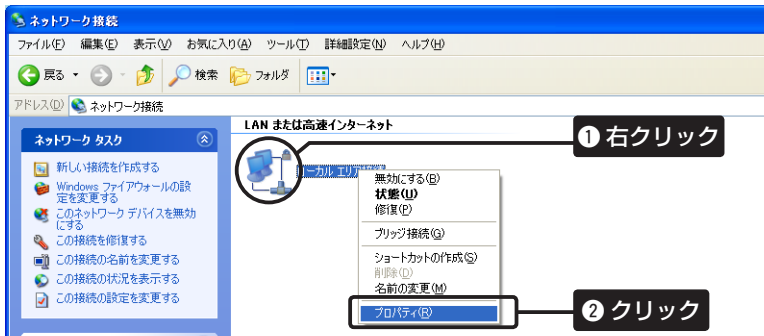 ネットワーク接続
ファイル(F) 編集(E) 表示(V) お気に入り(A) ツール(T) 詳細設定(N) ヘルプ(H)
戻る 検索 フォルダ
アドレス(D) ネットワーク接続
LAN または高速インターネット
ネットワーク タスク
新しい接続を作成する
Windows ファイアウォールの設
定を変更する
このネットワーク デバイスを無効
にする
この接続を修復する
この接続の名前を変更する
この接続の状況を表示する
この接続の設定を変更する
ーカル エリア接続
無効にする(B)
状態(U)
修復(P)
ブリッジ接続(G)
ショートカットの作成(S)
削除(D)
名前の変更(M)
プロパティ(R)
1 右クリック
2 クリック